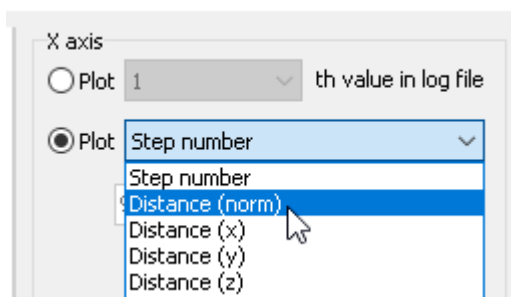 X axis
Plot 1 th value in log file
Plot Step number
Step number
Distance (norm)
Distance (x)
Distance (y)
Distance (z)